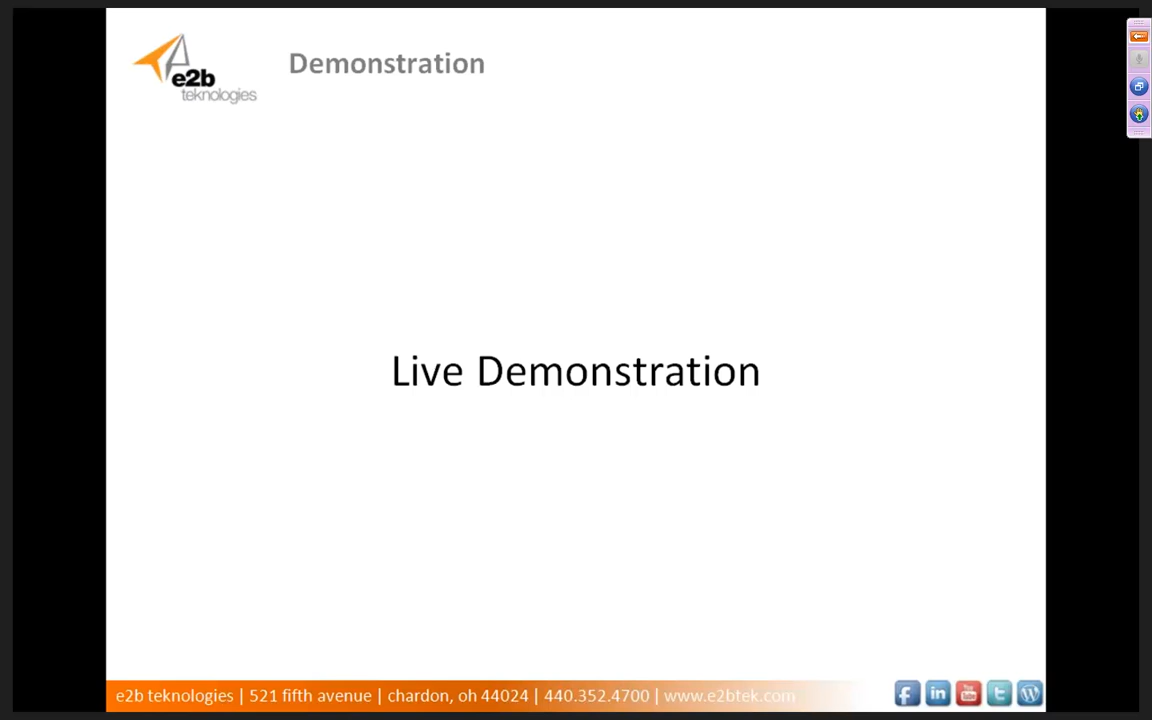 e2b
teknologies
Demonstration
Live Demonstration
e2b teknologies | 521 fifth avenue | chardon, oh 44024 | 440.352.4700 | www.e2btek.com